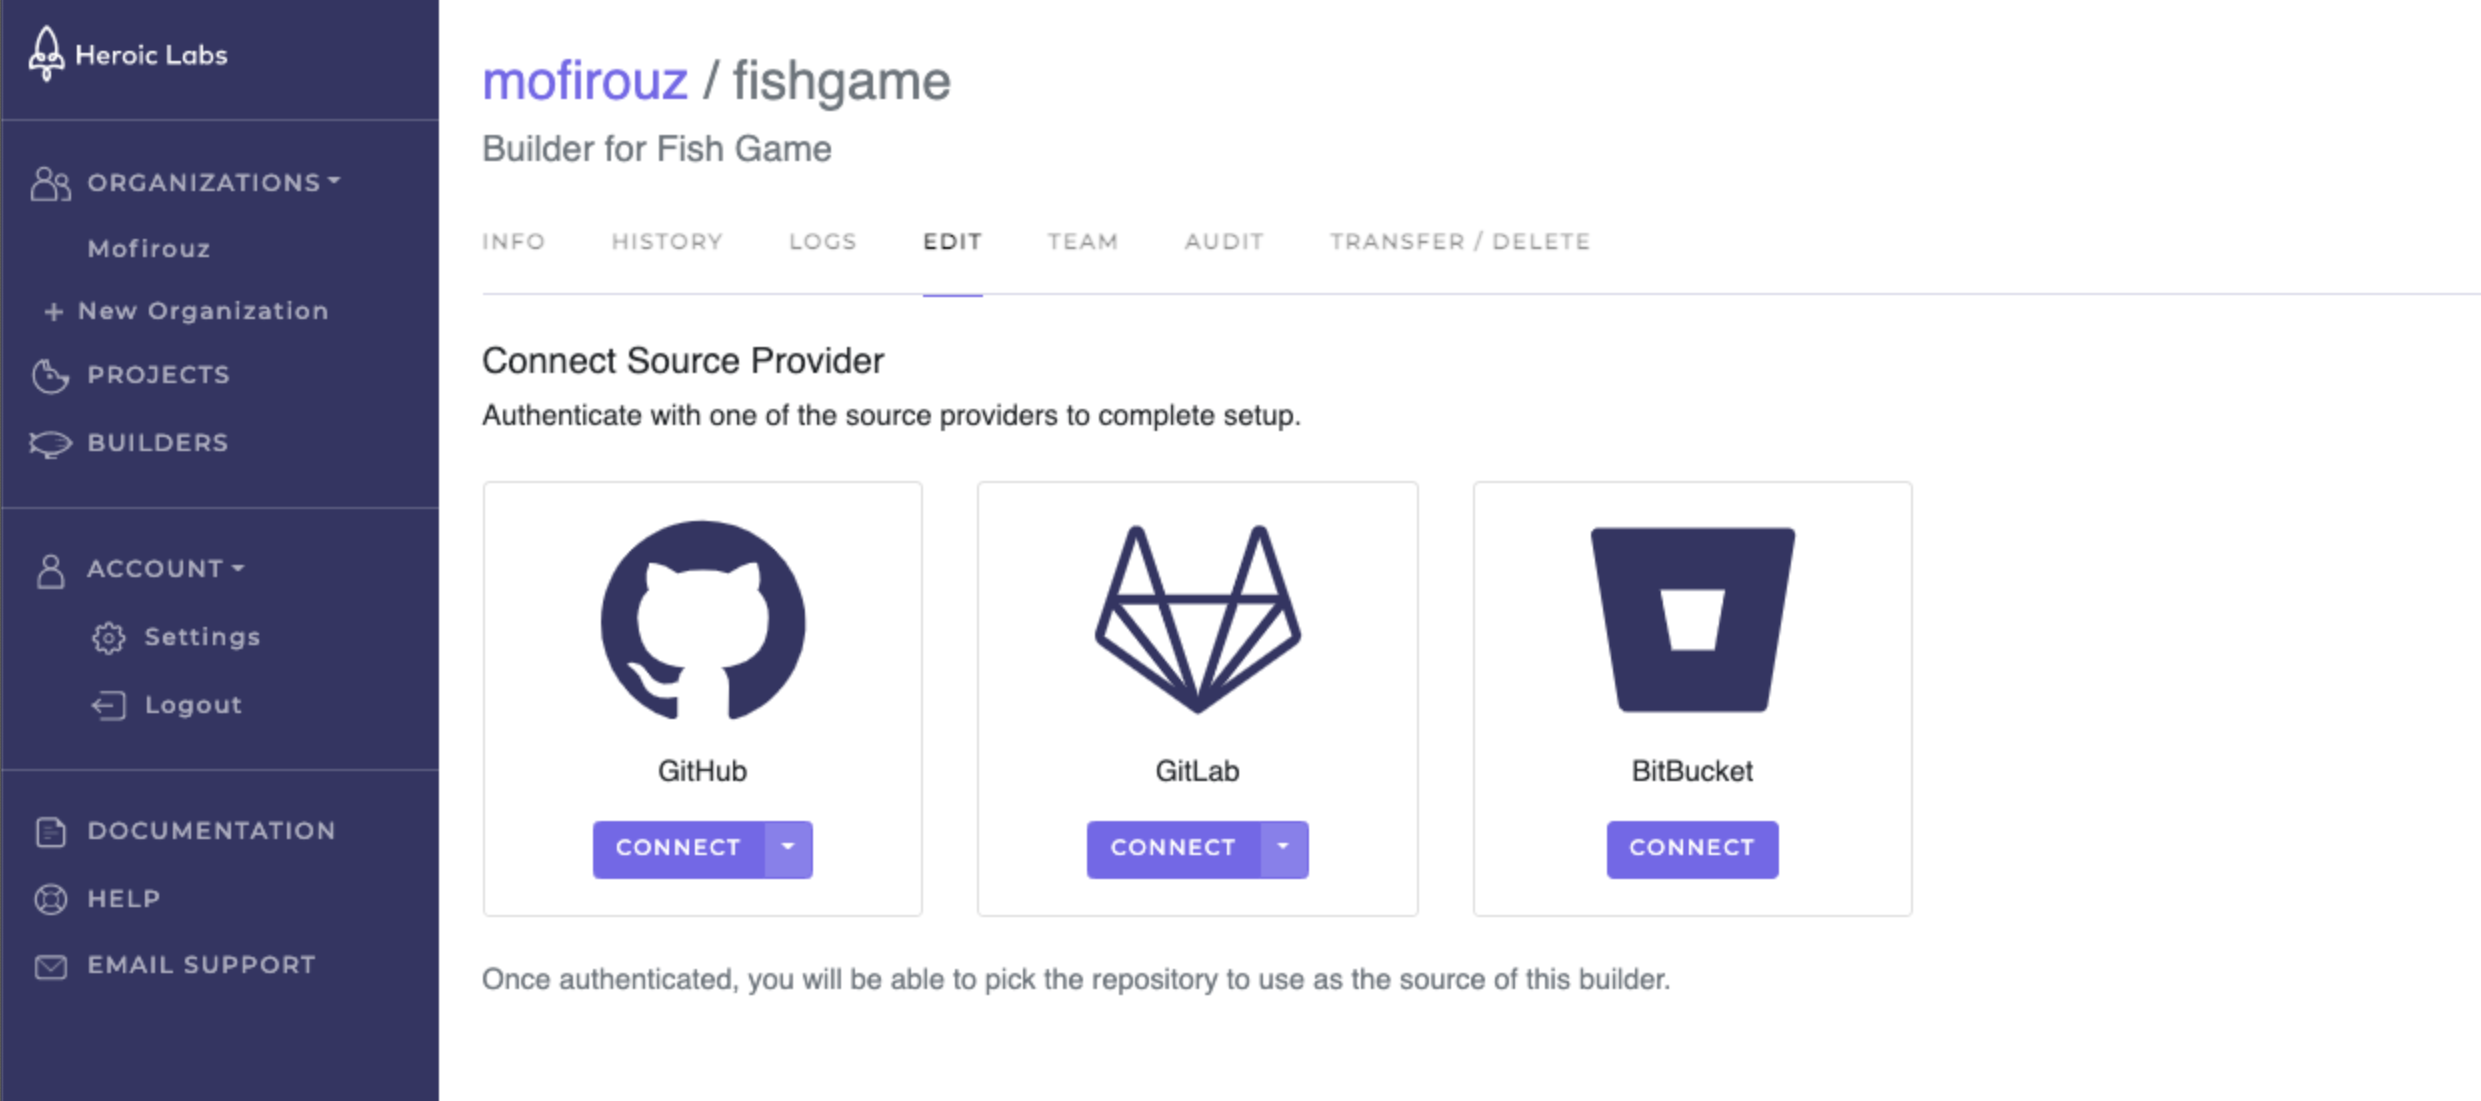 Heroic Labs
ORGANIZATIONS
Mofirouz
+ New Organization
PROJECTS
BUILDERS
ACCOUNT
Settings
Logout
DOCUMENTATION
HELP
EMAIL SUPPORT
mofirouz / fishgame
Builder for Fish Game
INFO HISTORY LOGS EDIT TEAM AUDIT TRANSFER / DELETE
Connect Source Provider
Authenticate with one of the source providers to complete setup.
GitHub GitLab BitBucket
CONNECT CONNECT CONNECT
Once authenticated, you will be able to pick the repository to use as the source of this builder.